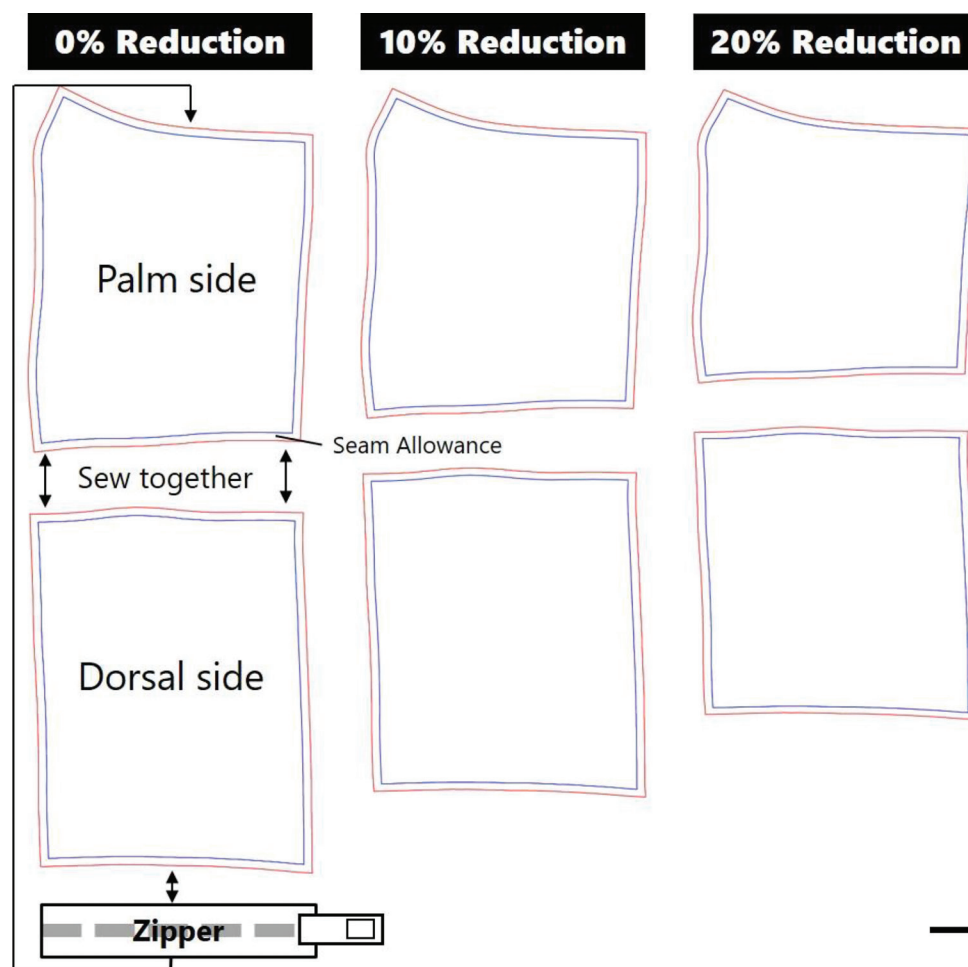 0% Reduction
10% Reduction
20% Reduction
Palm side
Seam Allowance
Sew together
Dorsal side
Zipper